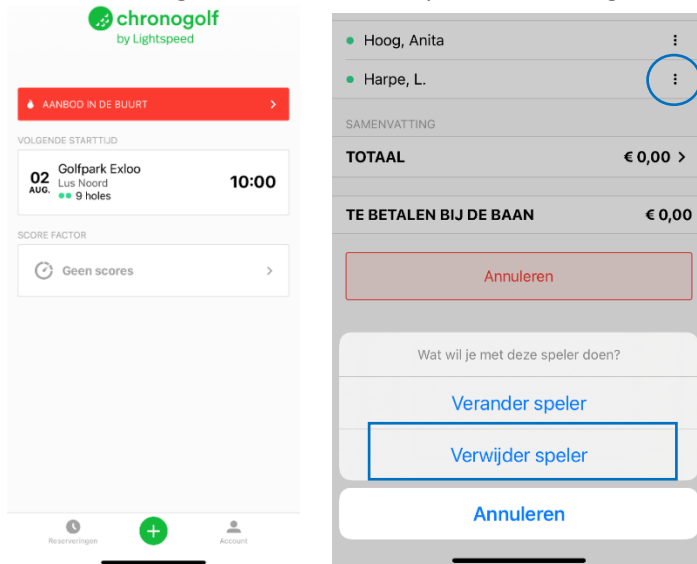 chronogolf
by Lightspeed
AANBOD IN DE BUURT
VOLGENDE STARTTIJD
02
AUG.
Golfpark Exloo
Lus Noord
9 holes
10:00
SCORE FACTOR
Geen scores
Reserveringen
Account
Hoog, Anita
Harpe, L.
SAMENVATTING
TOTAAL € 0,00
TE BETALEN BIJ DE BAAN € 0,00
Annuleren
Wat wil je met deze speler doen?
Verander speler
Verwijder speler
Annuleren